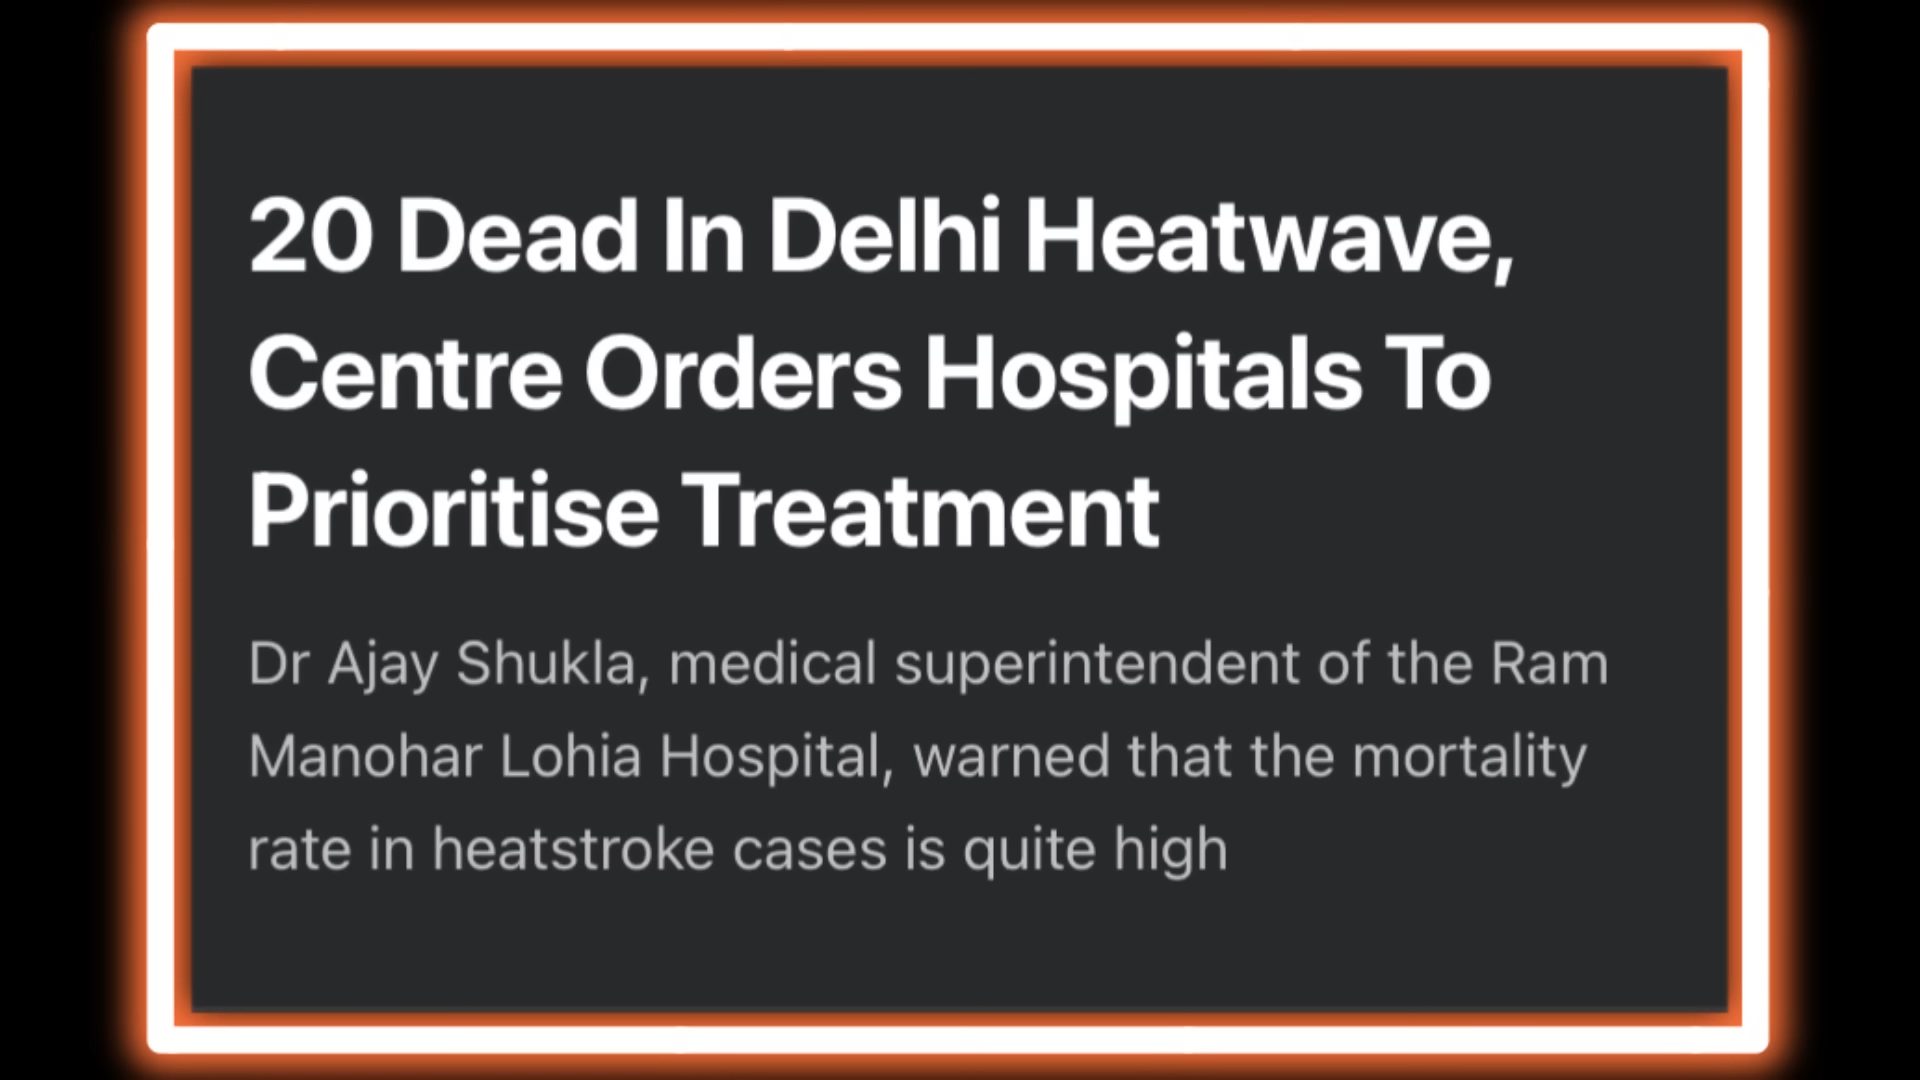 20 Dead In Delhi Heatwave,
Centre Orders Hospitals To
Prioritise Treatment
Dr Ajay Shukla, medical superintendent of the Ram
Manohar Lohia Hospital, warned that the mortality
rate in heatstroke cases is quite high